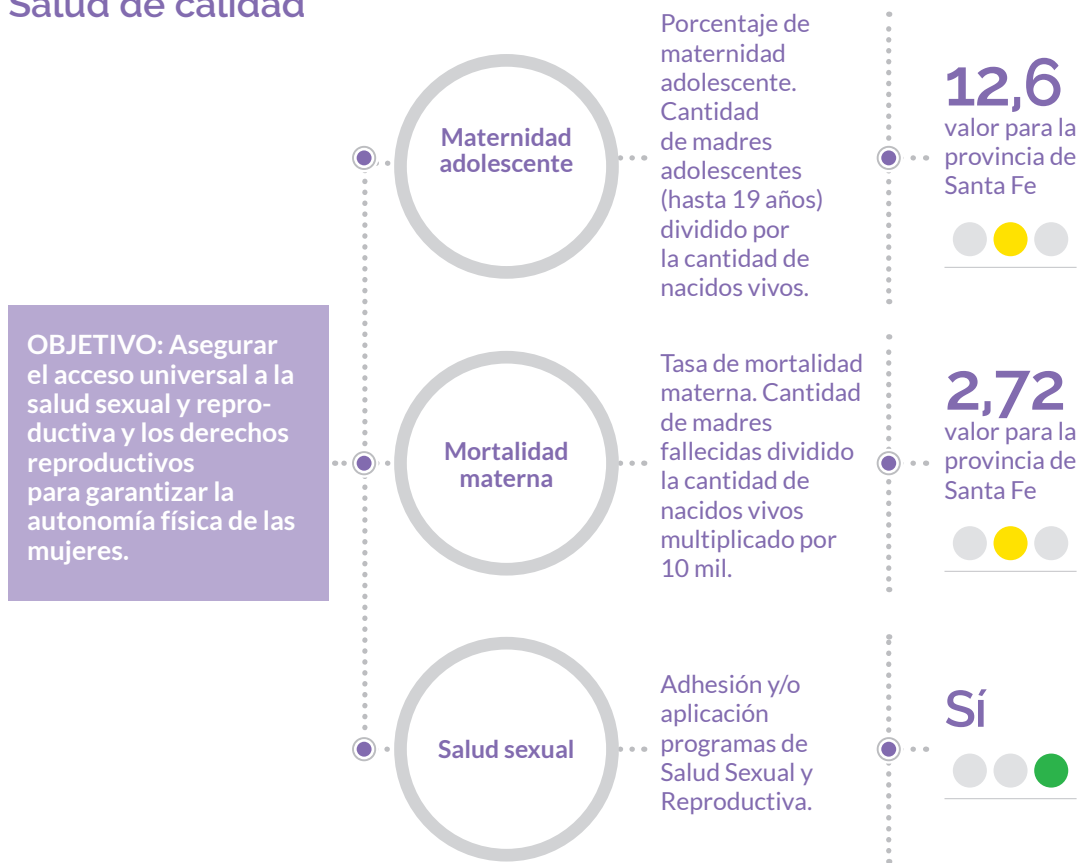 Salud de calidad
OBJETIVO: Asegurar
el acceso universal a la
salud sexual y repro-
ductiva y los derechos
reproductivos
para garantizar la
autonomía física de las
mujeres.
Maternidad
adolescente
Porcentaje de
maternidad
adolescente.
Cantidad
de madres
adolescentes
(hasta 19 años)
dividido por
la cantidad de
nacidos vivos.
12,6
valor para la
provincia de
Santa Fe
Mortalidad
materna
Tasa de mortalidad
materna. Cantidad
de madres
fallecidas dividido
la cantidad de
nacidos vivos
multiplicado por
10 mil.
2,72
valor para la
provincia de
Santa Fe
Salud sexual
Adhesión y/o
aplicación
programas de
Salud Sexual y
Reproductiva.
Sí